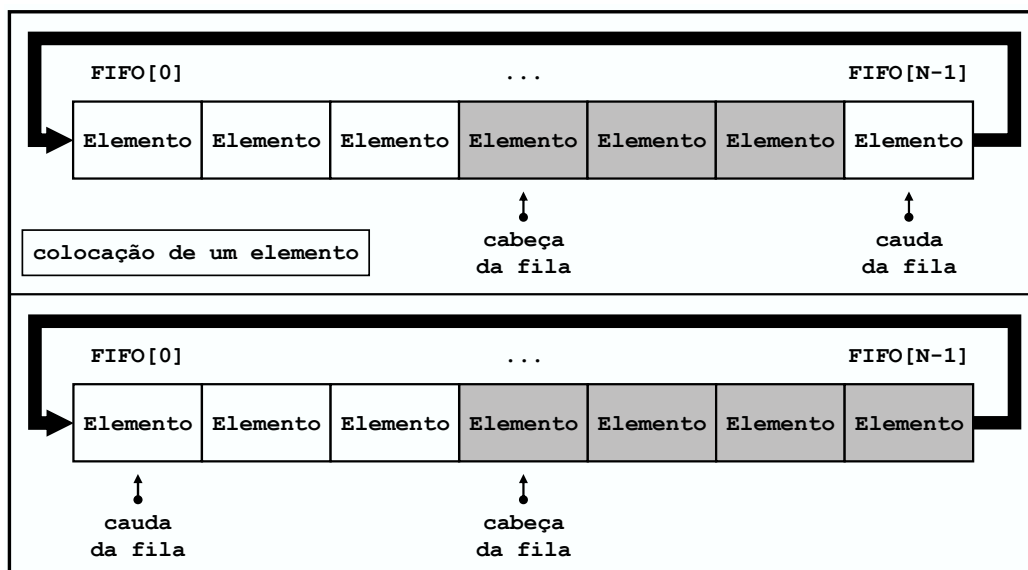 FIFO[0] ... FIFO[N-1]
Elemento Elemento Elemento Elemento Elemento Elemento Elemento
cabeça
da fila
cauda
da fila
colocação de um elemento
FIFO[0] ... FIFO[N-1]
Elemento Elemento Elemento Elemento Elemento Elemento Elemento
cauda
da fila
cabeça
da fila